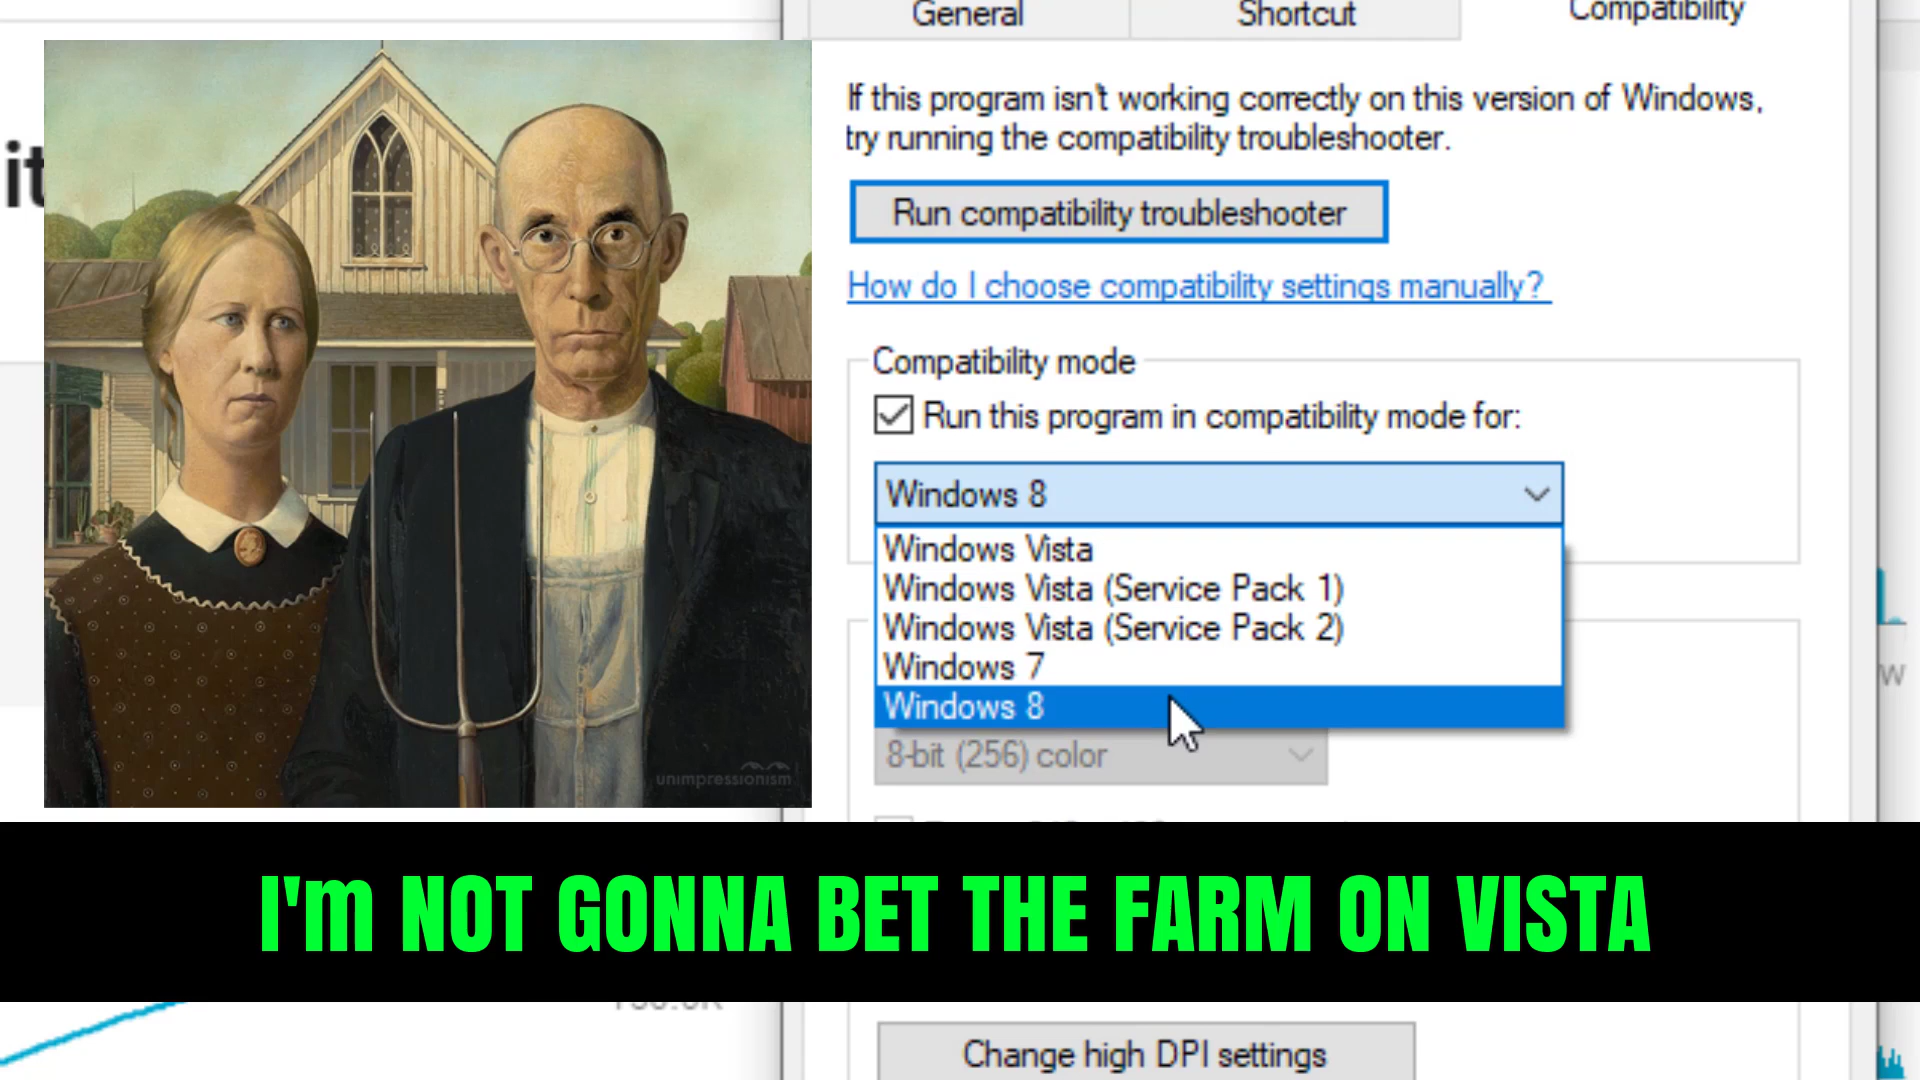 General
Shortcut
Compatibility
it
If this program isn't working correctly on this version of Windows,
try running the compatibility troubleshooter.
Run compatibility troubleshooter
How do I choose compatibility settings manually?
Compatibility mode
Run this program in compatibility mode for:
Windows 8
Windows Vista
Windows Vista (Service Pack 1)
Windows Vista (Service Pack 2)
Windows 7
Windows 8
8-bit (256) color
W
unimpressionism
I'm NOT GONNA BET THE FARM ON VISTA
Change high DPI settings